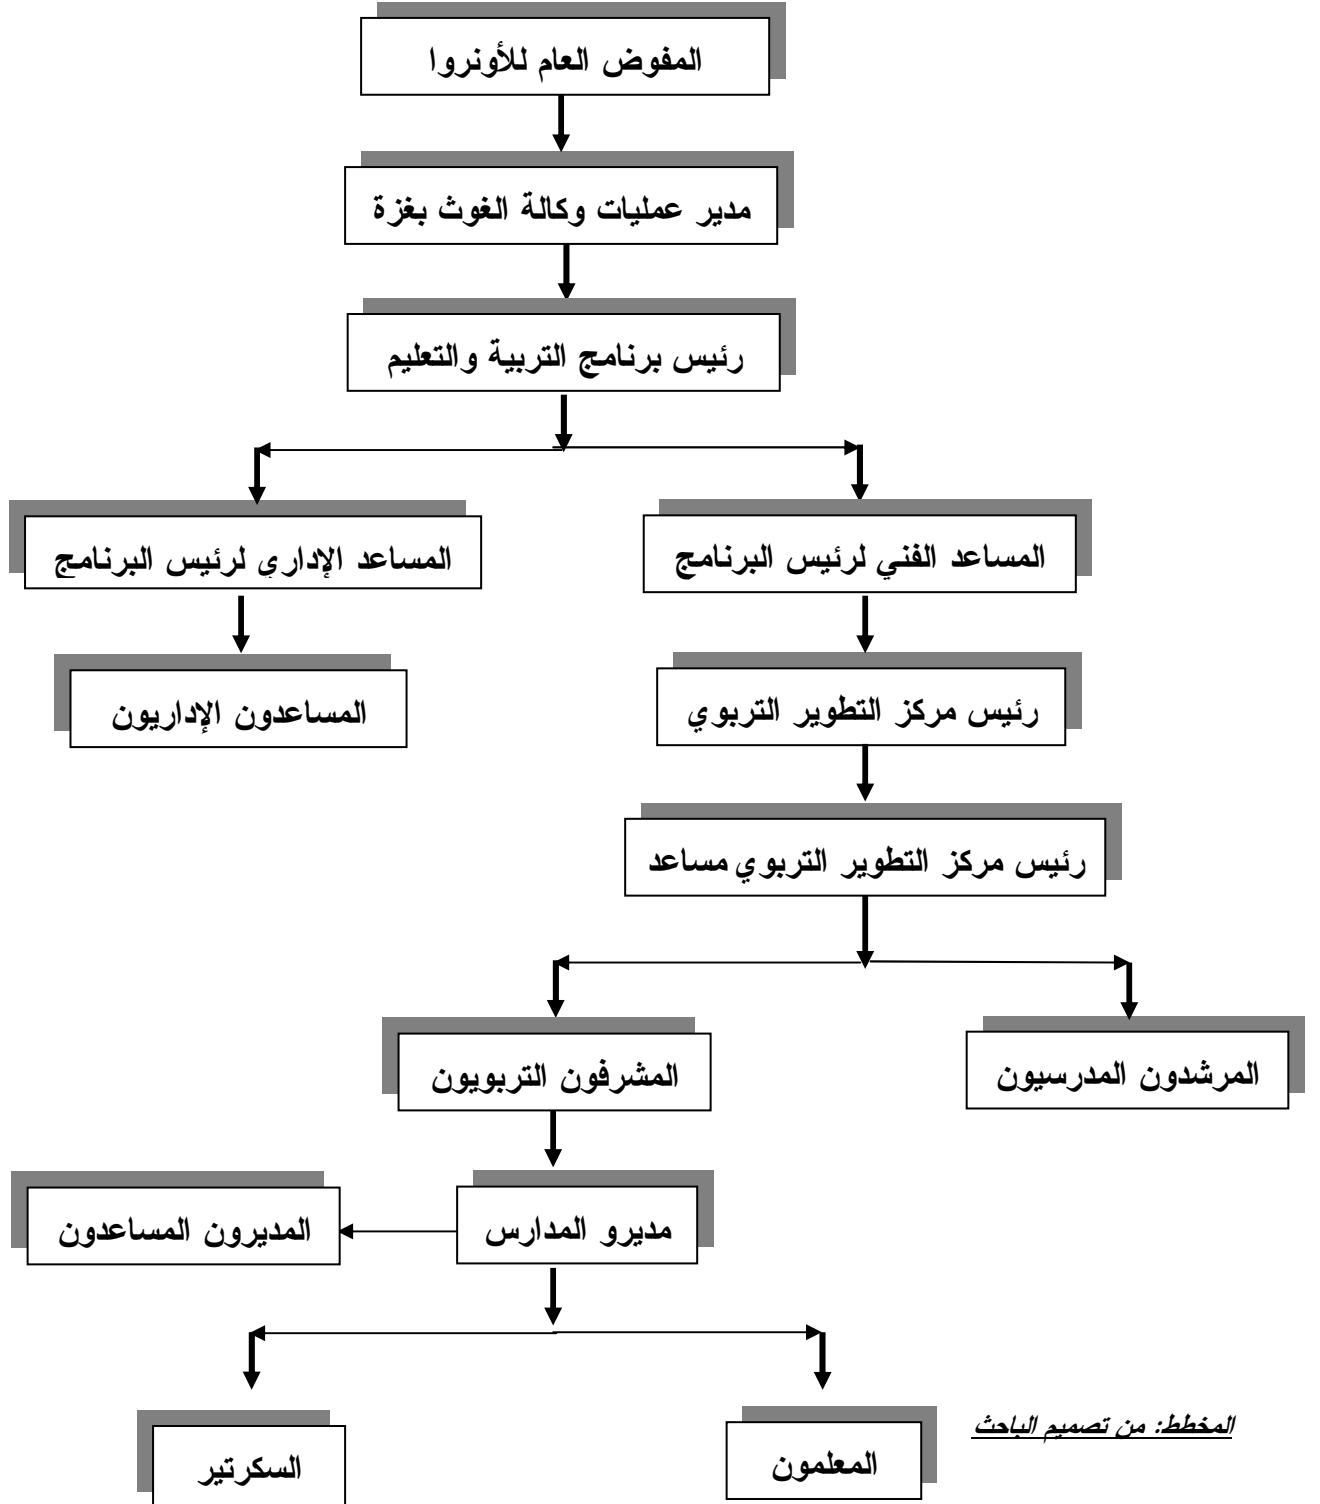 المفوض العام للأونروا
مدير عمليات وكالة الغوث بغزة
رئيس برنامج التربية والتعليم
المساعد الفني لرئيس البرنامج
المساعد الإداري لرئيس البرنامج
رئيس مركز التطوير التربوي
المساعدون الإداريون
رئيس مركز التطوير التربوي مساعد
المرشدون المدرسيون
المشرفون التربويون
مديرو المدارس
المديرون المساعدون
المخطط: من تصميم الباحث
المعلمون
السكرتير